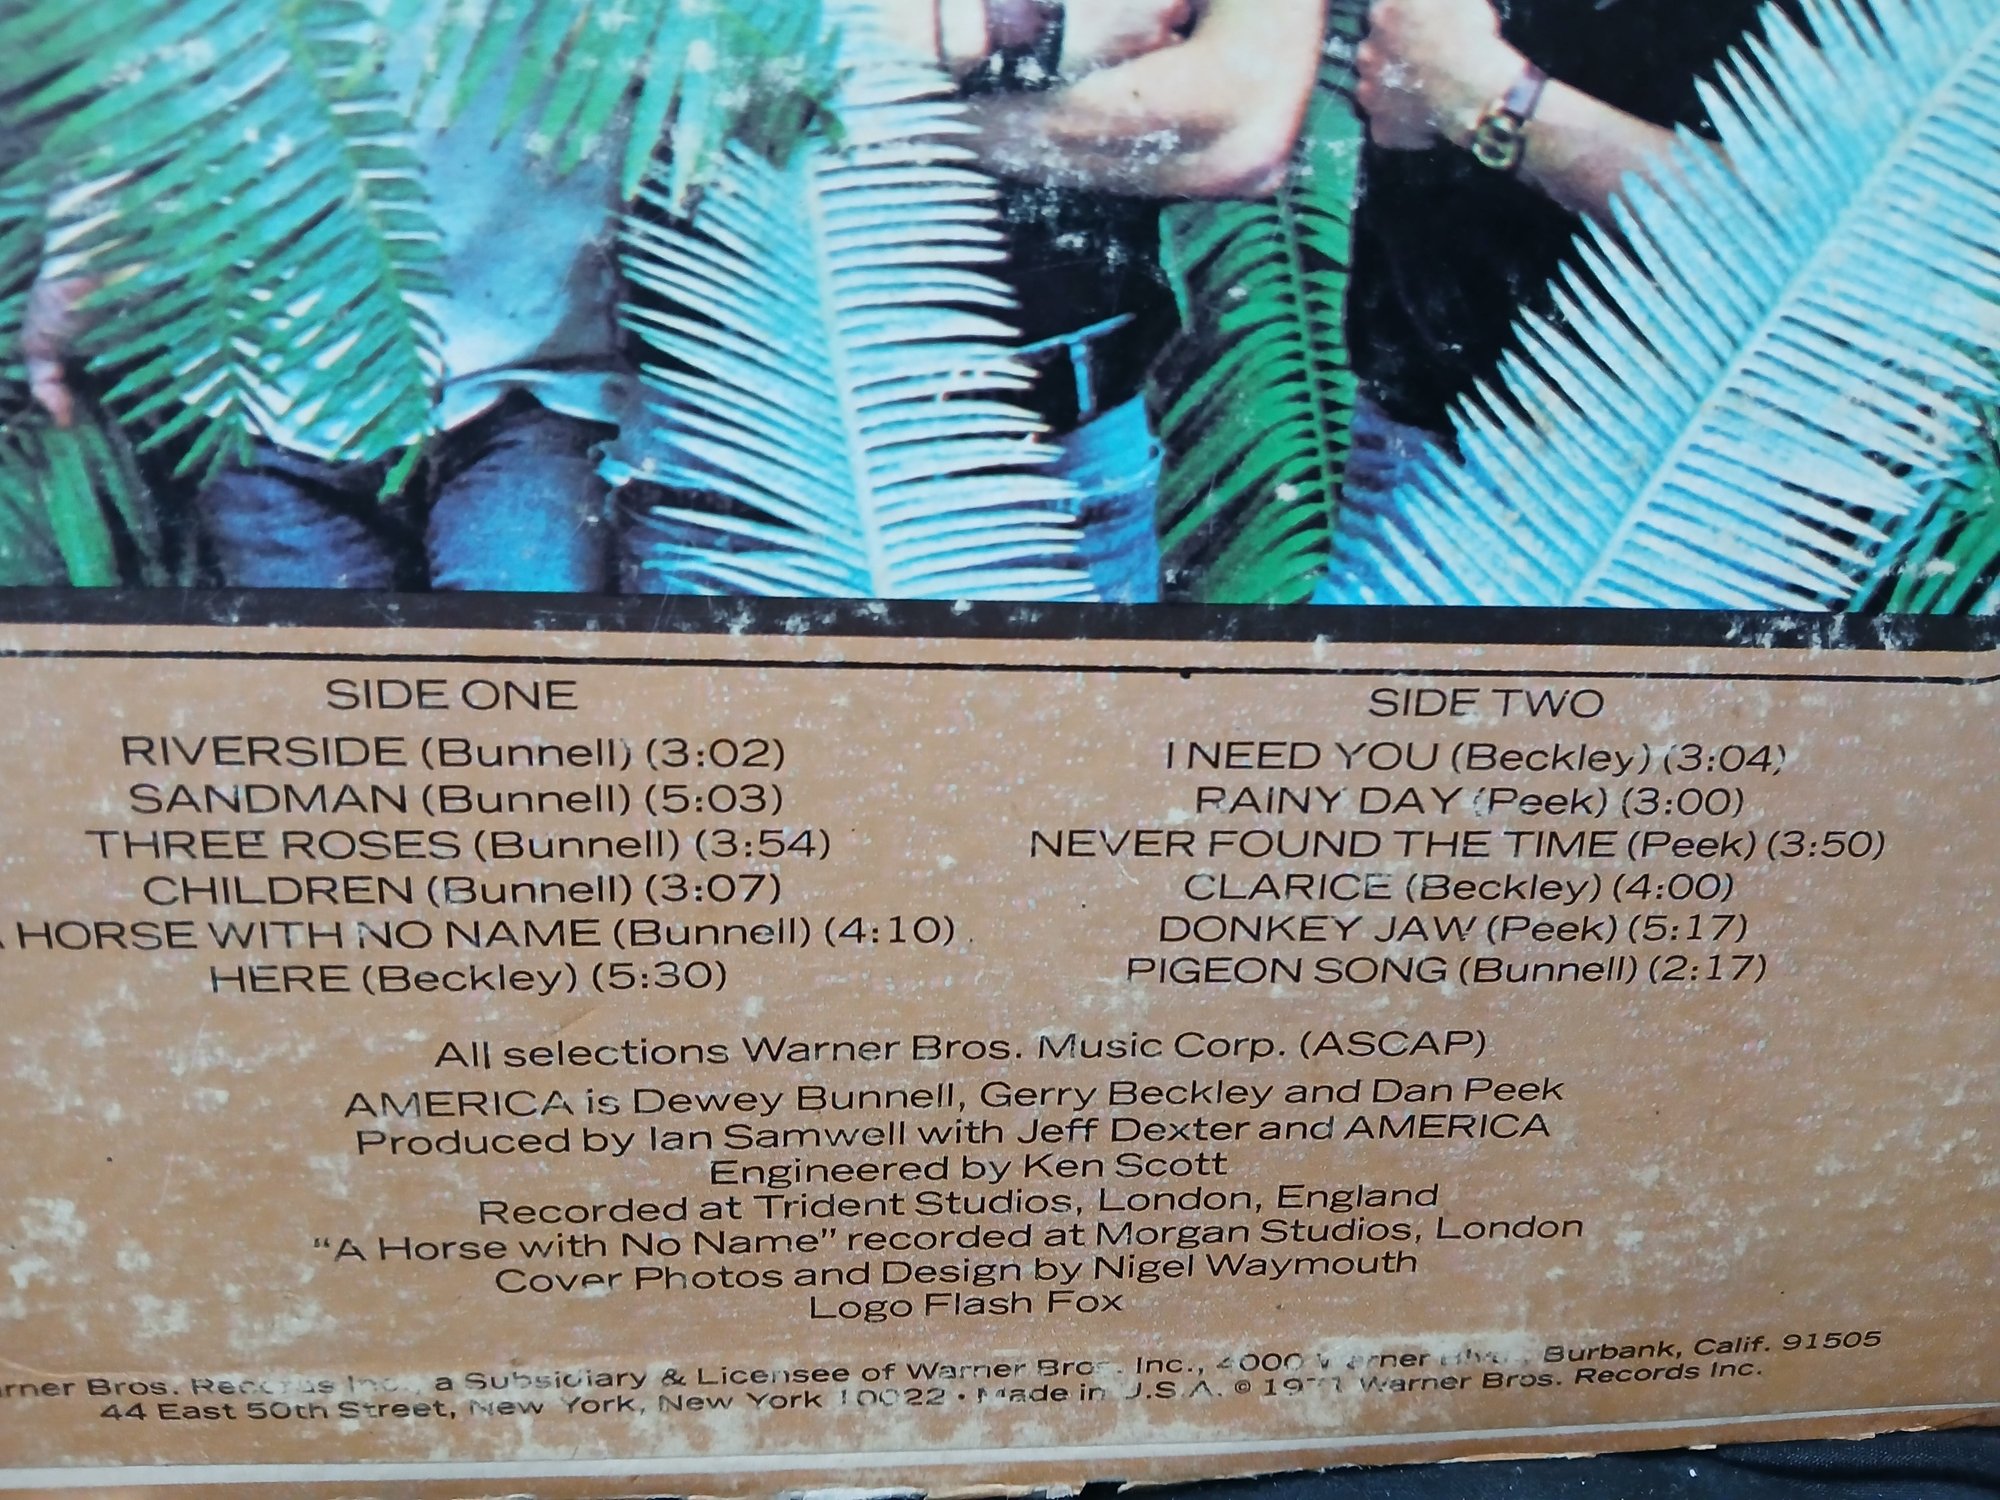 SIDE ONE
RIVERSIDE (Bunnell) (3:02)
SANDMAN (Bunnell) (5:03)
THREE ROSES (Bunnell) (3:54)
CHILDREN (Bunnell) (3:07)
A HORSE WITH NO NAME (Bunnell) (4:10)
HERE (Beckley) (5:30)
SIDE TWO
I NEED YOU (Beckley) (3:04)
RAINY DAY (Peek) (3:00)
NEVER FOUND THE TIME (Peek) (3:50)
CLARICE (Beckley) (4:00)
DONKEY JAW (Peek) (5:17)
PIGEON SONG (Bunnell) (2:17)
All selections Warner Bros. Music Corp. (ASCAP)
AMERICA is Dewey Bunnell, Gerry Beckley and Dan Peek
Produced by Ian Samwell with Jeff Dexter and AMERICA
Engineered by Ken Scott
Recorded at Trident Studios, London, England
"A Horse with No Name" recorded at Morgan Studios, London
Cover Photos and Design by Nigel Waymouth
Logo Flash Fox
Bros. Records Inc., a Subsidiary & Licensee of Warner Bros. Inc., 4000 Warner Burbank, Calif. 91505
44 East 50th Street, New York, New York 10022 • Made in U.S.A. © 1971 Warner Bros. Records Inc.